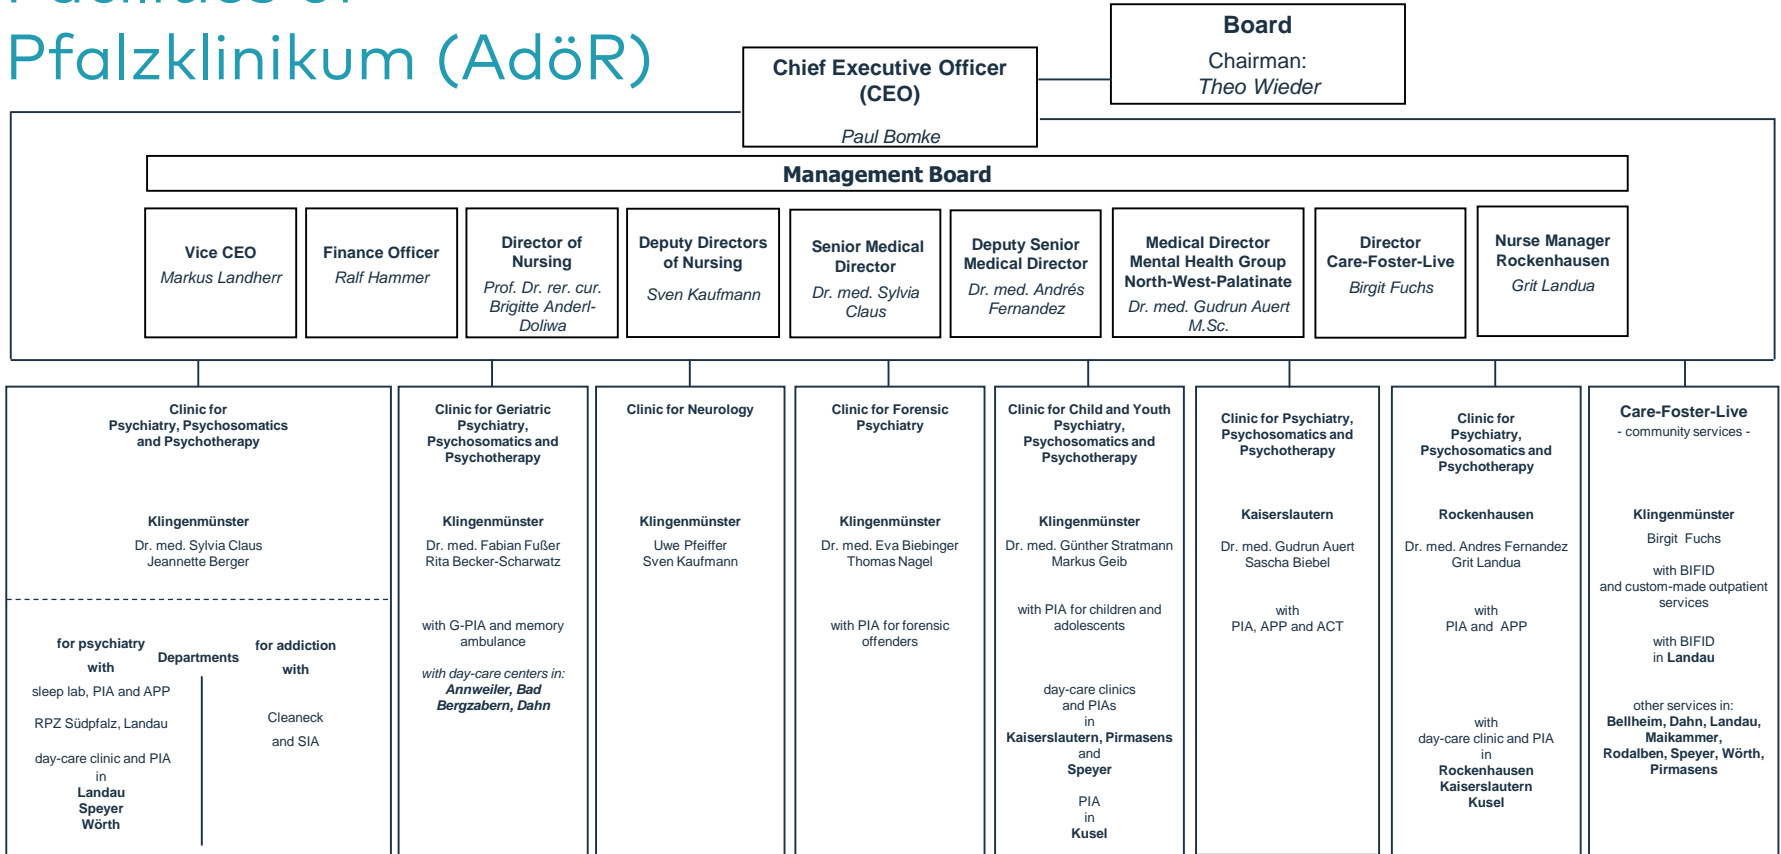 Facilities of
Pfalzklinikum (AdöR)
Board
Chairman:
Theo Wieder
Chief Executive Officer
(CEO)
Paul Bomke
Management Board
Vice CEO
Markus Landherr
Finance Officer
Ralf Hammer
Director of
Nursing
Prof. Dr. rer. cur.
Brigitte Anderl-
Doliwa
Deputy Directors
of Nursing
Sven Kaufmann
Senior Medical
Director
Dr. med. Sylvia
Claus
Deputy Senior
Medical Director
Dr. med. Andrés
Fernandez
Medical Director
Mental Health Group
North-West-Palatinate
Dr. med. Gudrun Auert
M.Sc.
Director
Care-Foster-Live
Birgit Fuchs
Nurse Manager
Rockenhausen
Grit Landua
Clinic for
Psychiatry, Psychosomatics
and Psychotherapy
Klingenmünster
Dr. med. Sylvia Claus
Jeannette Berger
Departments
for psychiatry
with
sleep lab, PIA and APP
RPZ Südpfalz, Landau
day-care clinic and PIA
in
Landau
Speyer
Wörth
for addiction
with
Cleaneck
and SIA
Clinic for Geriatric
Psychiatry,
Psychosomatics and
Psychotherapy
Klingenmünster
Dr. med. Fabian Fußer
Rita Becker-Scharwatz
with G-PIA and memory
ambulance
with day-care centers in:
Annweiler, Bad
Bergzabern, Dahn
Clinic for Neurology
Klingenmünster
Uwe Pfeiffer
Sven Kaufmann
Clinic for Forensic
Psychiatry
Klingenmünster
Dr. med. Eva Biebinger
Thomas Nagel
with PIA for forensic
offenders
Clinic for Child and Youth
Psychiatry,
Psychosomatics and
Psychotherapy
Klingenmünster
Dr. med. Günther Stratmann
Markus Geib
with PIA for children and
adolescents
day-care clinics
and PIAs
in
Kaiserslautern, Pirmasens
and
Speyer
PIA
in
Kusel
Clinic for Psychiatry,
Psychosomatics and
Psychotherapy
Kaiserslautern
Dr. med. Gudrun Auert
Sascha Biebel
with
PIA, APP and ACT
Clinic for
Psychiatry,
Psychosomatics and
Psychotherapy
Rockenhausen
Dr. med. Andres Fernandez
Grit Landua
with
PIA and APP
with
day-care clinic and PIA
in
Rockenhausen
Kaiserslautern
Kusel
Care-Foster-Live
- community services -
Klingenmünster
Birgit Fuchs
with BIFID
and custom-made outpatient
services
with BIFID
in Landau
other services in:
Bellheim, Dahn, Landau,
Maikammer,
Rodalben, Speyer, Wörth,
Pirmasens